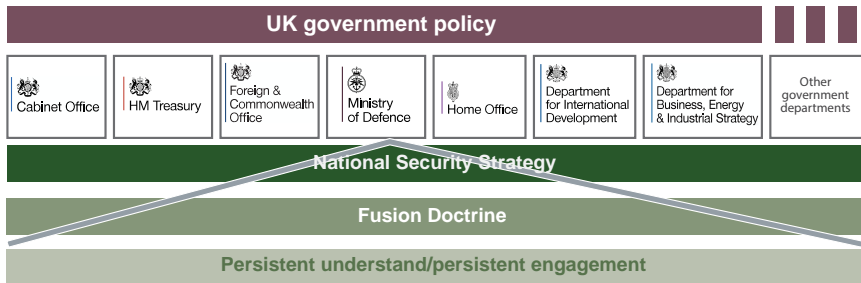 UK government policy
Cabinet Office
HM Treasury
Foreign &
Commonwealth
Office
Ministry
of Defence
Home Office
Department
for International
Development
Department for
Business, Energy
& Industrial Strategy
Other
government
departments
National Security Strategy
Fusion Doctrine
Persistent understand/persistent engagement